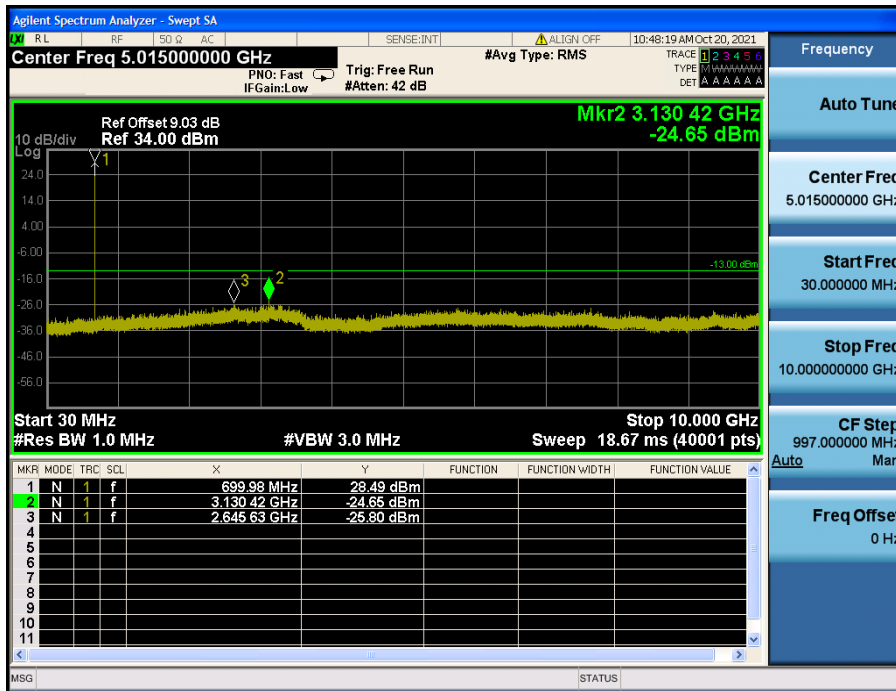 Agilent Spectrum Analyzer - Swept SA
LXI RL RF 50 Ω AC SENSE:INT ALIGN OFF 10:48:19 AM Oct 20, 2021
Center Freq 5.015000000 GHz
PNO: Fast
IFGain:Low
Trig: Free Run
#Atten: 42 dB
#Avg Type: RMS
TRACE 1 2 3 4 5 6
TYPE M WWWWW
DET A A A A A A
Frequency
Mkr2 3.130 42 GHz
-24.65 dBm
Ref Offset 9.03 dB
Ref 34.00 dBm
10 dB/div
Log
1
24.0
14.0
4.00
-6.00
-13.00 dBm
-16.0
3
2
-26.0
-36.0
-46.0
-56.0
Start 30 MHz
Stop 10.000 GHz
#Res BW 1.0 MHz #VBW 3.0 MHz Sweep 18.67 ms (40001 pts)
MKR MODE TRC SCL X Y FUNCTION FUNCTION WIDTH FUNCTION VALUE
1 N 1 f 699.98 MHz 28.49 dBm
2 N 1 f 3.130 42 GHz -24.65 dBm
3 N 1 f 2.645 63 GHz -25.80 dBm
4
5
6
7
8
9
10
11
MSG STATUS
Auto Tune
Center Freq
5.015000000 GHz
Start Freq
30.000000 MHz
Stop Freq
10.000000000 GHz
CF Step
997.000000 MHz
Auto Man
Freq Offset
0 Hz